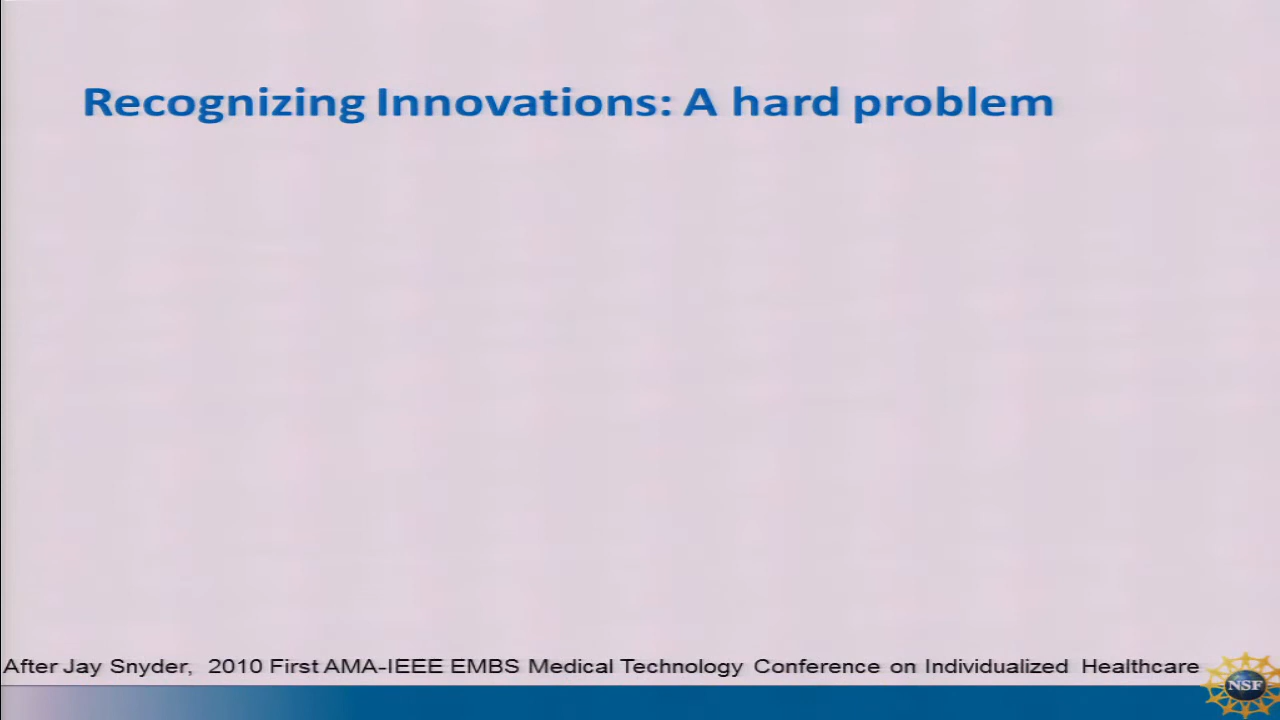 Recognizing Innovations: A hard problem
After Jay Snyder, 2010 First AMA-IEEE EMBS Medical Technology Conference on Individualized Healthcare
NSF